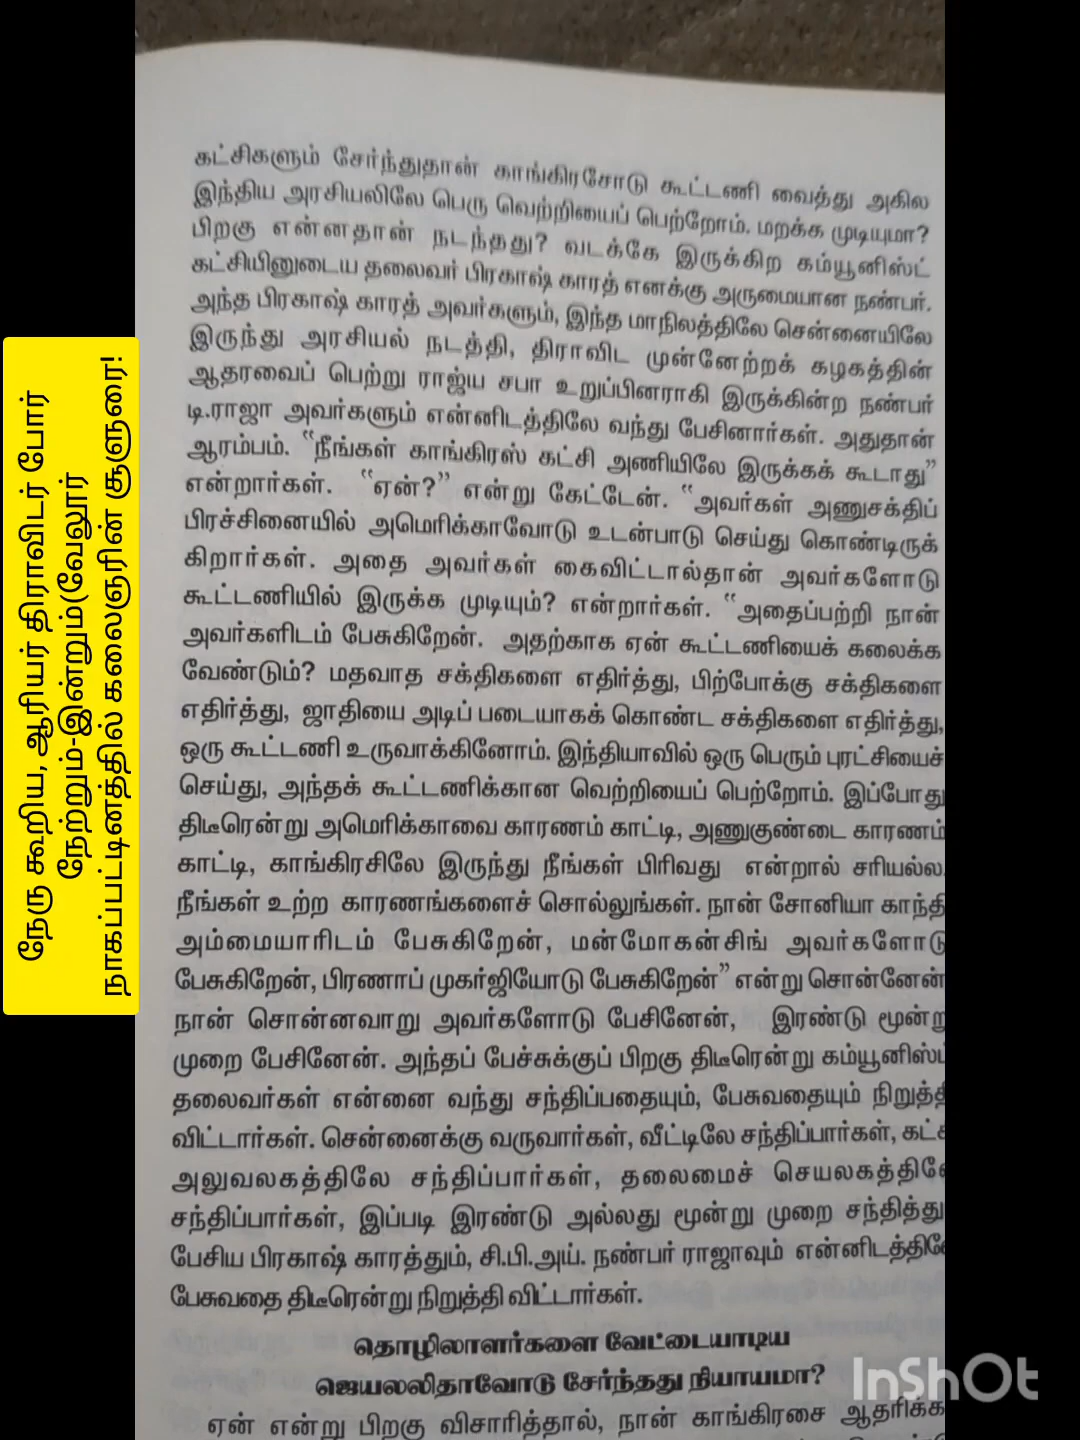 நேரு கூறிய,ஆரியர் திராவிடர் போர்
நேற்றும்-இன்றும்(வேலூர்
நாகப்பட்டினத்தில் கலைஞரின் சூளுரை!
கட்சிகளும் சேர்ந்துதான் காங்கிரசோடு கூட்டணி வைத்து அகில
இந்திய அரசியலிலே பெரு வெற்றியைப் பெற்றோம். மறக்க முடியுமா?
பிறகு என்னதான் நடந்தது? வடக்கே இருக்கிற கம்யூனிஸ்ட்
கட்சியினுடைய தலைவர் பிரகாஷ் காரத் எனக்கு அருமையான நண்பர்.
அந்த பிரகாஷ் காரத் அவர்களும், இந்த மாநிலத்திலே சென்னையிலே
இருந்து அரசியல் நடத்தி, திராவிட முன்னேற்றக் கழகத்தின்
ஆதரவைப் பெற்று ராஜ்ய சபா உறுப்பினராகி இருக்கின்ற நண்பர்
டி.ராஜா அவர்களும் என்னிடத்திலே வந்து பேசினார்கள். அதுதான்
ஆரம்பம். “நீங்கள் காங்கிரஸ் கட்சி அணியிலே இருக்கக் கூடாது”
என்றார்கள். “ஏன்?” என்று கேட்டேன். “அவர்கள் அணுசக்திப்
பிரச்சினையில் அமெரிக்காவோடு உடன்பாடு செய்து கொண்டிருக்
கிறார்கள். அதை அவர்கள் கைவிட்டால்தான் அவர்களோடு
கூட்டணியில் இருக்க முடியும்? என்றார்கள். “அதைப்பற்றி நான்
அவர்களிடம் பேசுகிறேன். அதற்காக ஏன் கூட்டணியைக் கலைக்க
வேண்டும்? மதவாத சக்திகளை எதிர்த்து, பிற்போக்கு சக்திகளை
எதிர்த்து, ஜாதியை அடிப் படையாகக் கொண்ட சக்திகளை எதிர்த்து,
ஒரு கூட்டணி உருவாக்கினோம். இந்தியாவில் ஒரு பெரும் புரட்சியைச்
செய்து, அந்தக் கூட்டணிக்கான வெற்றியைப் பெற்றோம். இப்போது
திடீரென்று அமெரிக்காவை காரணம் காட்டி, அணுகுண்டை காரணம்
காட்டி, காங்கிரசிலே இருந்து நீங்கள் பிரிவது என்றால் சரியல்ல.
நீங்கள் உற்ற காரணங்களைச் சொல்லுங்கள். நான் சோனியா காந்தி
அம்மையாரிடம் பேசுகிறேன், மன்மோகன்சிங் அவர்களோடு
பேசுகிறேன், பிரணாப் முகர்ஜியோடு பேசுகிறேன்” என்று சொன்னேன்
நான் சொன்னவாறு அவர்களோடு பேசினேன், இரண்டு மூன்று
முறை பேசினேன். அந்தப் பேச்சுக்குப் பிறகு திடீரென்று கம்யூனிஸ்ட்
தலைவர்கள் என்னை வந்து சந்திப்பதையும், பேசுவதையும் நிறுத்தி
விட்டார்கள். சென்னைக்கு வருவார்கள், வீட்டிலே சந்திப்பார்கள்,
அலுவலகத்திலே சந்திப்பார்கள், தலைமைச் செயலகத்திலே
சந்திப்பார்கள், இப்படி இரண்டு அல்லது மூன்று முறை சந்தித்து
பேசிய பிரகாஷ் காரத்தும், சி.பி.அய். நண்பர் ராஜாவும் என்னிடத்திலே
பேசுவதை திடீரென்று நிறுத்தி விட்டார்கள்.
தொழிலாளர்களை வேட்டையாடிய
ஜெயலலிதாவோடு சேர்ந்தது நியாயமா?
ஏன் என்று பிறகு விசாரித்தால், நான் காங்கிரசை ஆதரிக்க
InShOt